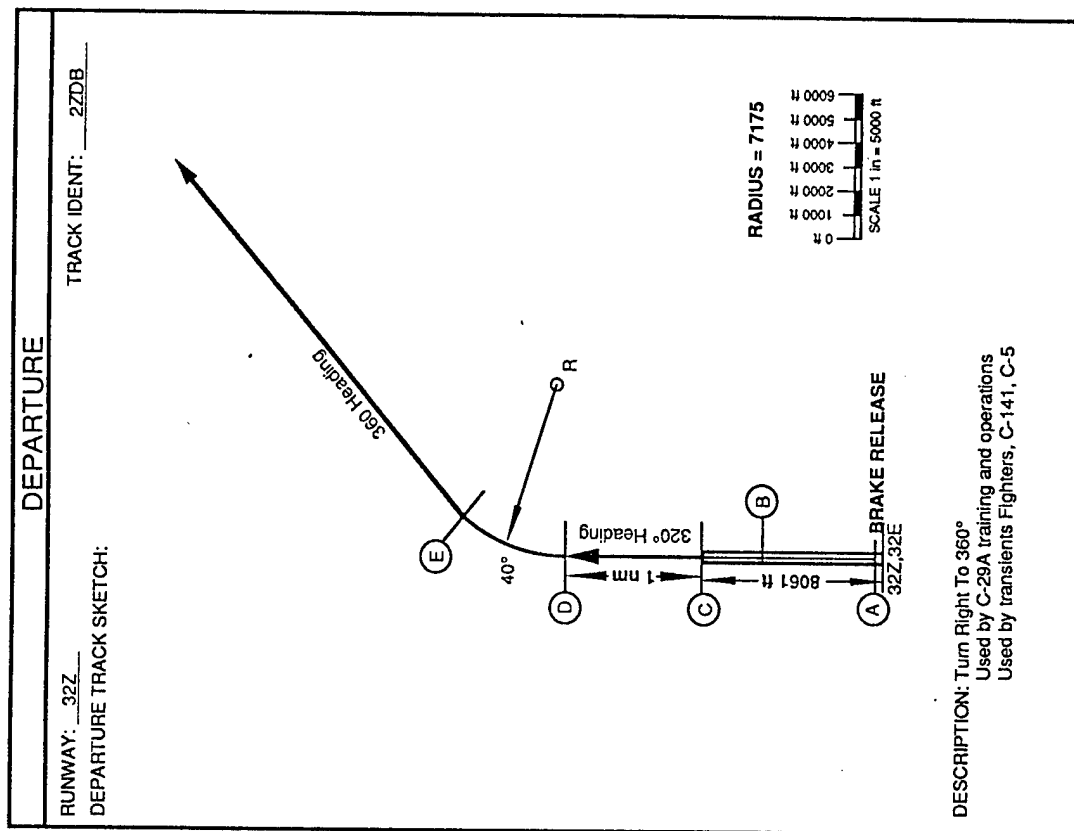 DEPARTURE
RUNWAY: 32Z
TRACK IDENT: 2ZDB
DEPARTURE TRACK SKETCH:
360 Heading
E
40°
R
D
1 nm
320° Heading
C
8061 ft
B
A
BRAKE RELEASE
32Z,32E
RADIUS = 7175
0 ft
1000 ft
2000 ft
3000 ft
4000 ft
5000 ft
6000 ft
SCALE 1 in = 5000 ft
DESCRIPTION: Turn Right To 360°
Used by C-29A training and operations
Used by transients Fighters, C-141, C-5